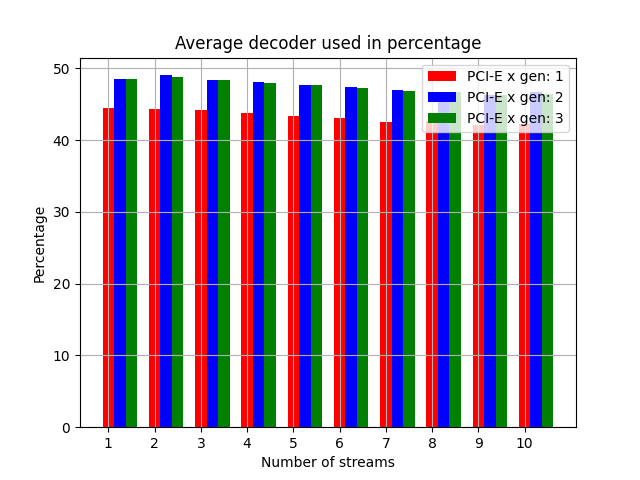 Average decoder used in percentage
PCI-E x gen: 1
PCI-E x gen: 2
PCI-E x gen: 3
Percentage
50
40
30
20
10
0
1 2 3 4 5 6 7 8 9 10
Number of streams